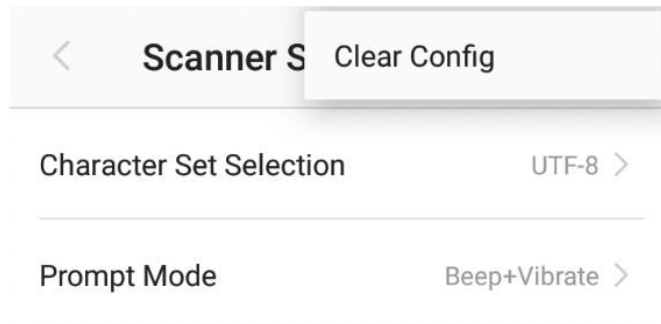 Scanner S
Clear Config
Character Set Selection
UTF-8
Prompt Mode
Beep+Vibrate